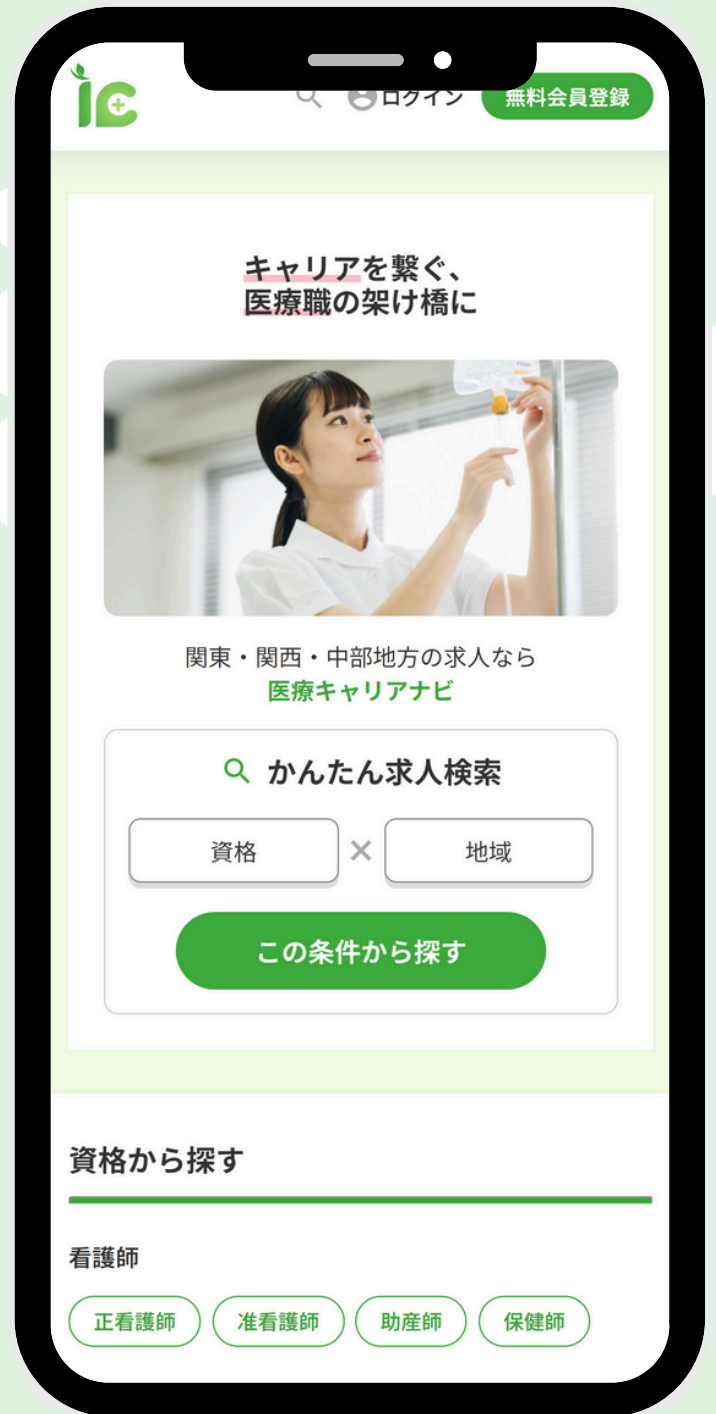 iC
ログイン
無料会員登録
キャリアを繋ぐ、
医療職の架け橋に
関東・関西・中部地方の求人なら
医療キャリアナビ
かんたん求人検索
資格 × 地域
この条件から探す
資格から探す
看護師
正看護師 准看護師 助産師 保健師